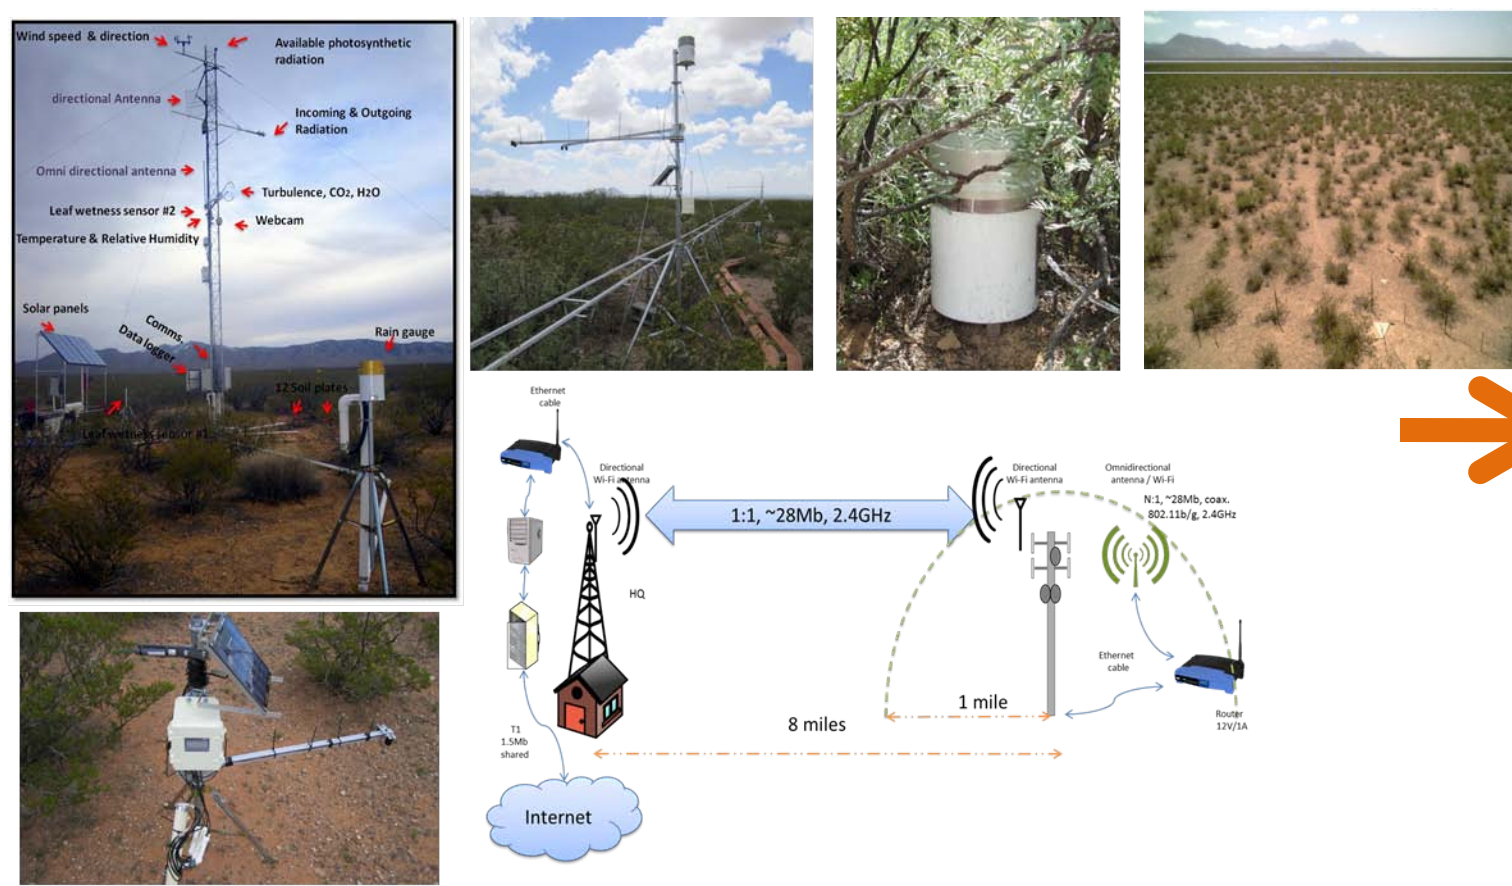 Wind speed & direction
Available photosynthetic
radiation
directional Antenna
Incoming & Outgoing
Radiation
Omni directional antenna
Turbulence, CO2, H2O
Leaf wetness sensor #2
Webcam
Temperature & Relative Humidity
Solar panels
Comms,
Data logger
Rain gauge
12 Soil plates
Leaf wetness sensor #1
Ethernet
cable
Directional
Wi-Fi antenna
1:1, ~28Mb, 2.4GHz
Directional
Wi-Fi antenna
Omnidirectional
antenna / Wi-Fi
N:1, ~28Mb, coax.
802.11b/g, 2.4GHz
HQ
Ethernet
cable
1 mile
8 miles
Router
12V/1A
T1
1.5Mb
shared
Internet